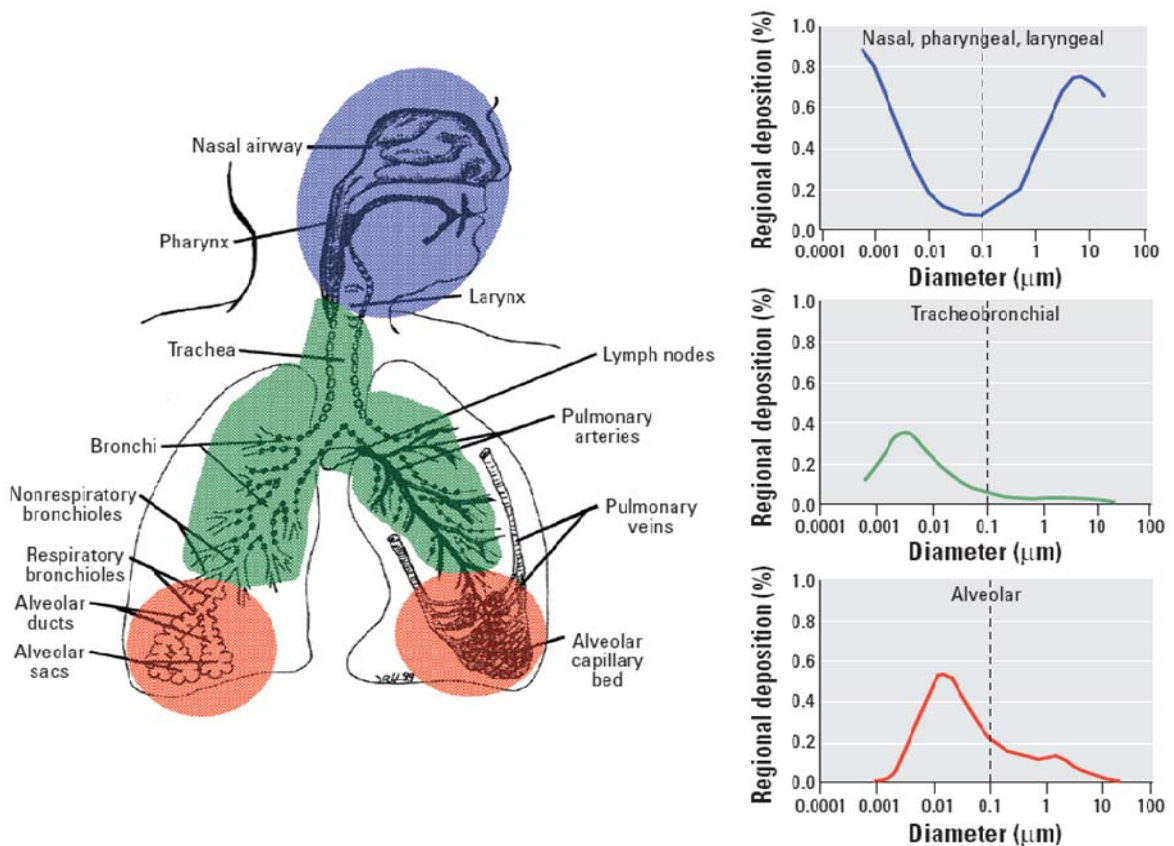 Nasal airway
Pharynx
Larynx
Trachea
Lymph nodes
Pulmonary
arteries
Bronchi
Nonrespiratory
bronchioles
Pulmonary
veins
Respiratory
bronchioles
Alveolar
ducts
Alveolar
sacs
Alveolar
capillary
bed
Regional deposition (%)
Nasal, pharyngeal, laryngeal
1.0
0.8
0.6
0.4
0.2
0.0
0.0001 0.001 0.01 0.1 1 10 100
Diameter (μm)
Regional deposition (%)
Tracheobronchial
1.0
0.8
0.6
0.4
0.2
0.0
0.0001 0.001 0.01 0.1 1 10 100
Diameter (μm)
Regional deposition (%)
Alveolar
1.0
0.8
0.6
0.4
0.2
0.0
0.0001 0.001 0.01 0.1 1 10 100
Diameter (μm)